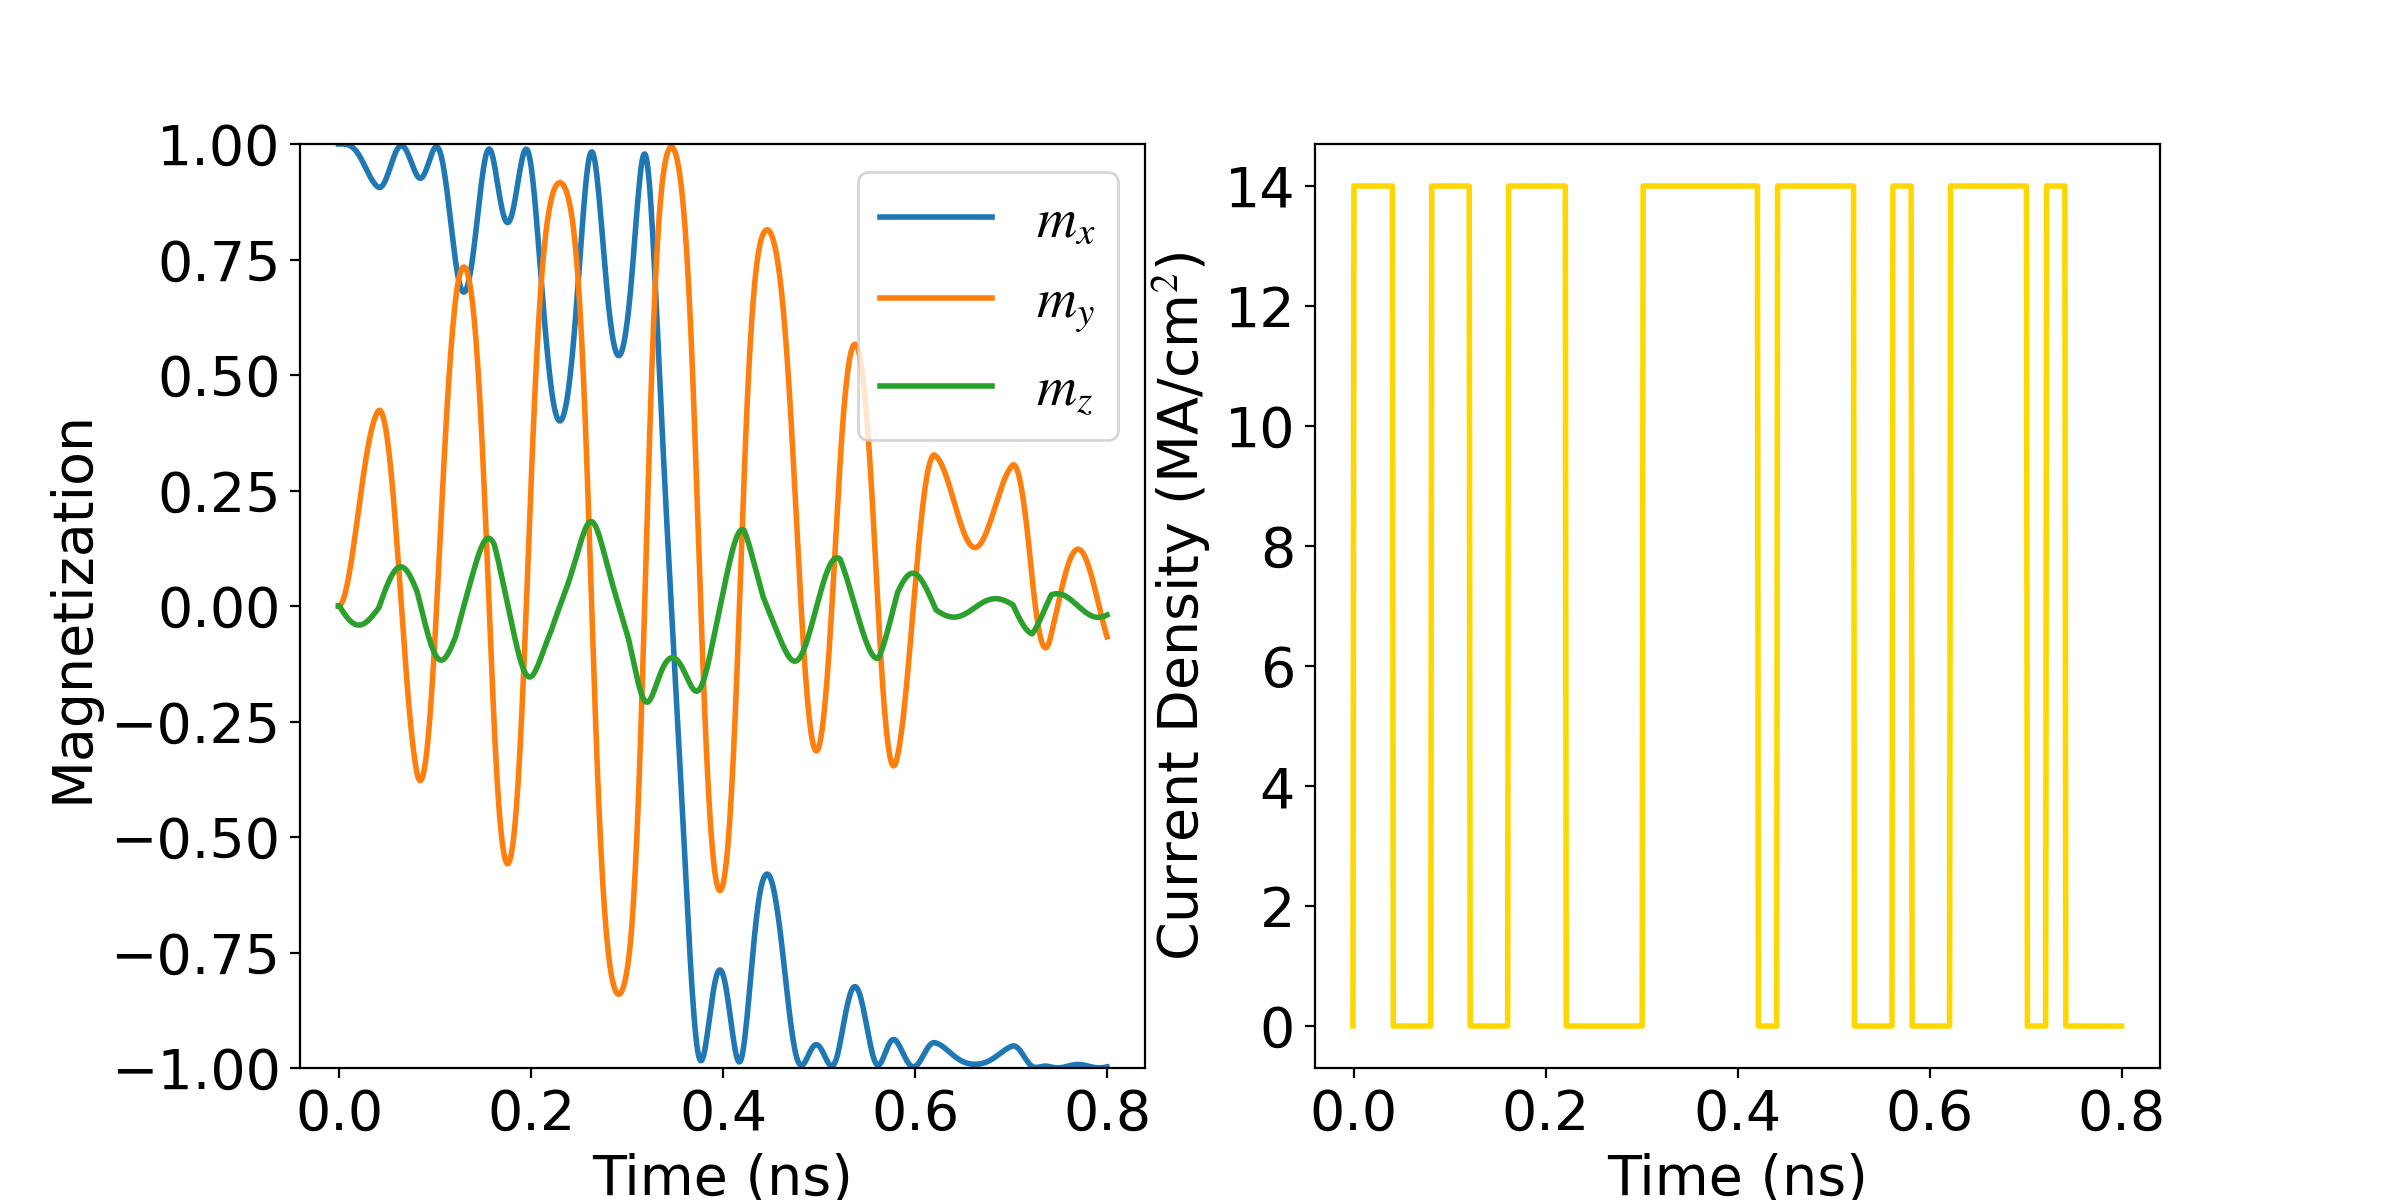 1.00
0.75
0.50
0.25
0.00
−0.25
−0.50
−0.75
−1.00
Magnetization
0.0 0.2 0.4 0.6 0.8
Time (ns)
m_x
m_y
m_z
14
12
10
8
6
4
2
0
Current Density (MA/cm²)
0.0 0.2 0.4 0.6 0.8
Time (ns)